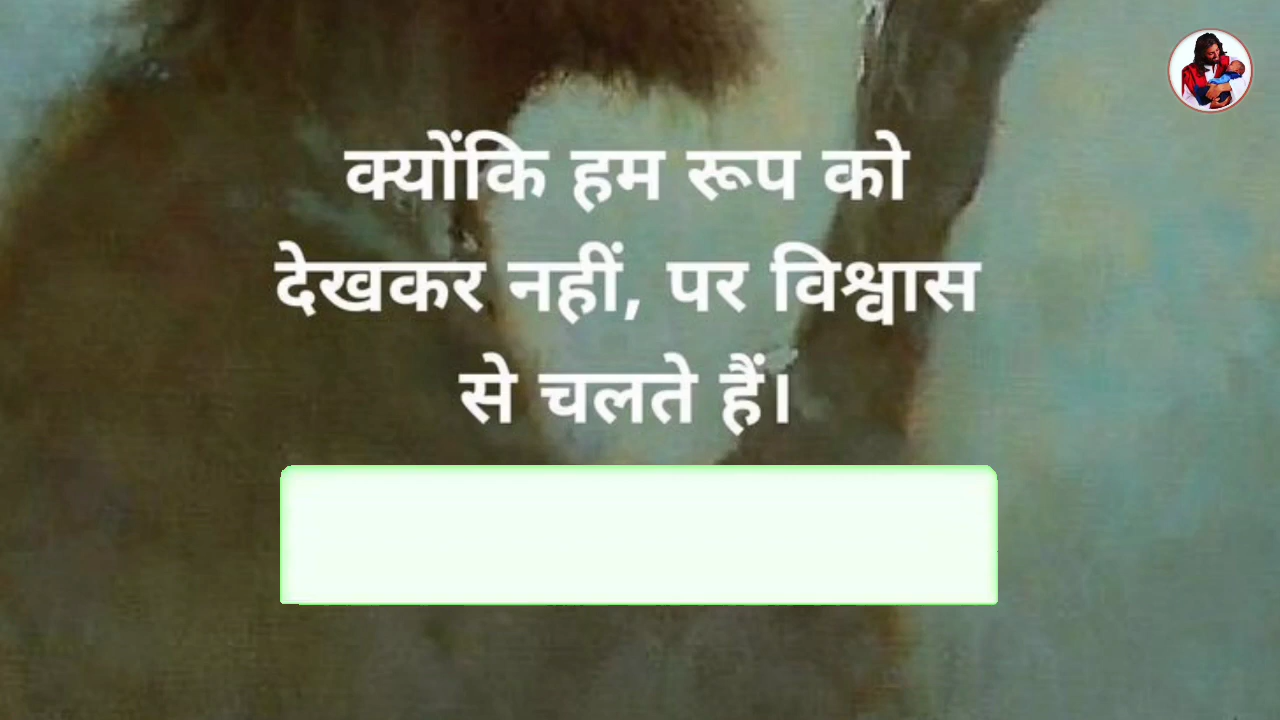 क्योंकि हम रूप को
देखकर नहीं, पर विश्वास
से चलते हैं।